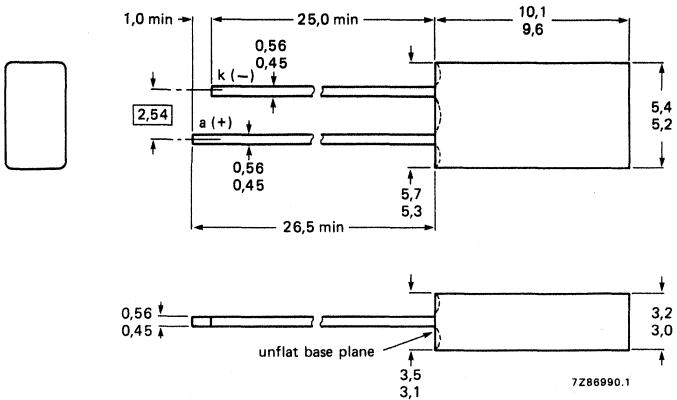 1,0 min
25,0 min
10,1
9,6
0,56
0,45
k (−)
2,54
a (+)
5,4
5,2
0,56
0,45
5,7
5,3
26,5 min
0,56
0,45
3,2
3,0
unflat base plane
3,5
3,1
7Z86990.1